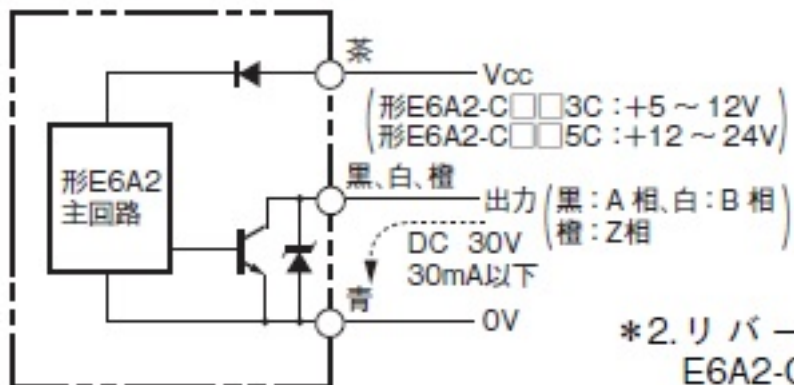 茶
Vcc
(形E6A2-C□□3C：+5 ～ 12V
形E6A2-C□□5C：+12 ～ 24V)
形E6A2
主回路
黒、白、橙
出力(黒：A 相、白：B 相
橙：Z相)
DC 30V
30mA以下
青
0V
*2. リ バ ー
E6A2-C